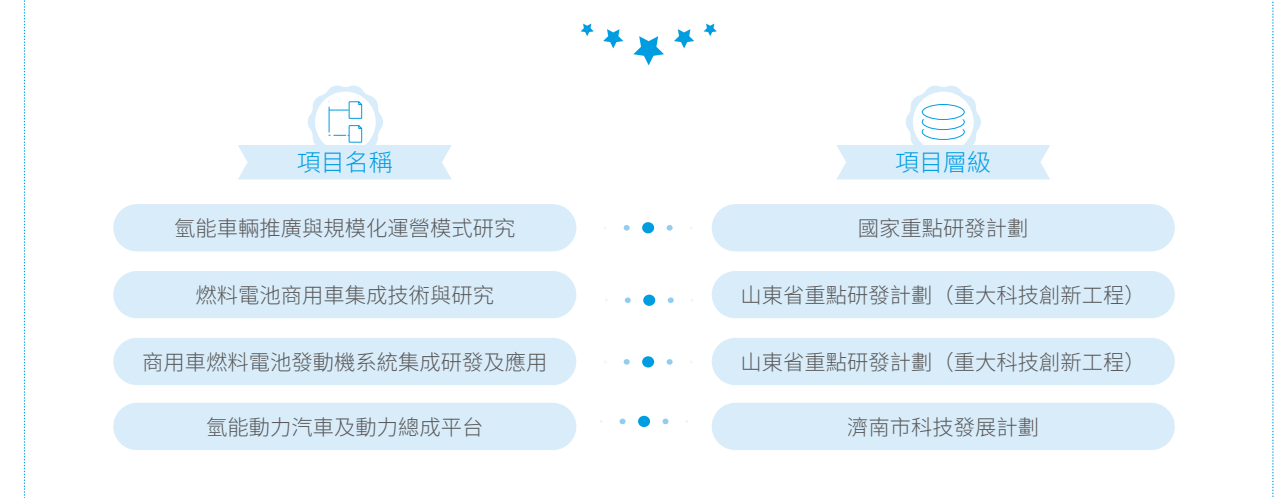 項目名稱
項目層級
氫能車輛推廣與規模化運營模式研究
國家重點研發計劃
燃料電池商用車集成技術與研究
山東省重點研發計劃（重大科技創新工程）
商用車燃料電池發動機系統集成研發及應用
山東省重點研發計劃（重大科技創新工程）
氫能動力汽車及動力總成平台
濟南市科技發展計劃